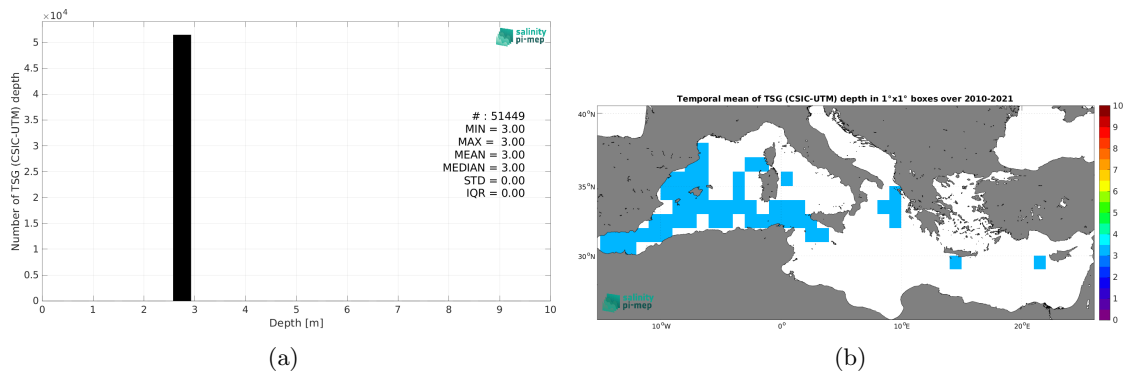 ×10⁴
5
4.5
4
3.5
3
2.5
2
1.5
1
0.5
0
Number of TSG (CSIC-UTM) depth
salinity
pi-mep
# : 51449
MIN = 3.00
MAX = 3.00
MEAN = 3.00
MEDIAN = 3.00
STD = 0.00
IQR = 0.00
0 1 2 3 4 5 6 7 8 9 10
Depth [m]
(a)
Temporal mean of TSG (CSIC-UTM) depth in 1°x1° boxes over 2010-2021
40°N
35°N
30°N
10°W 0° 10°E 20°E
salinity
pi-mep
10
9
8
7
6
5
4
3
2
1
0
(b)